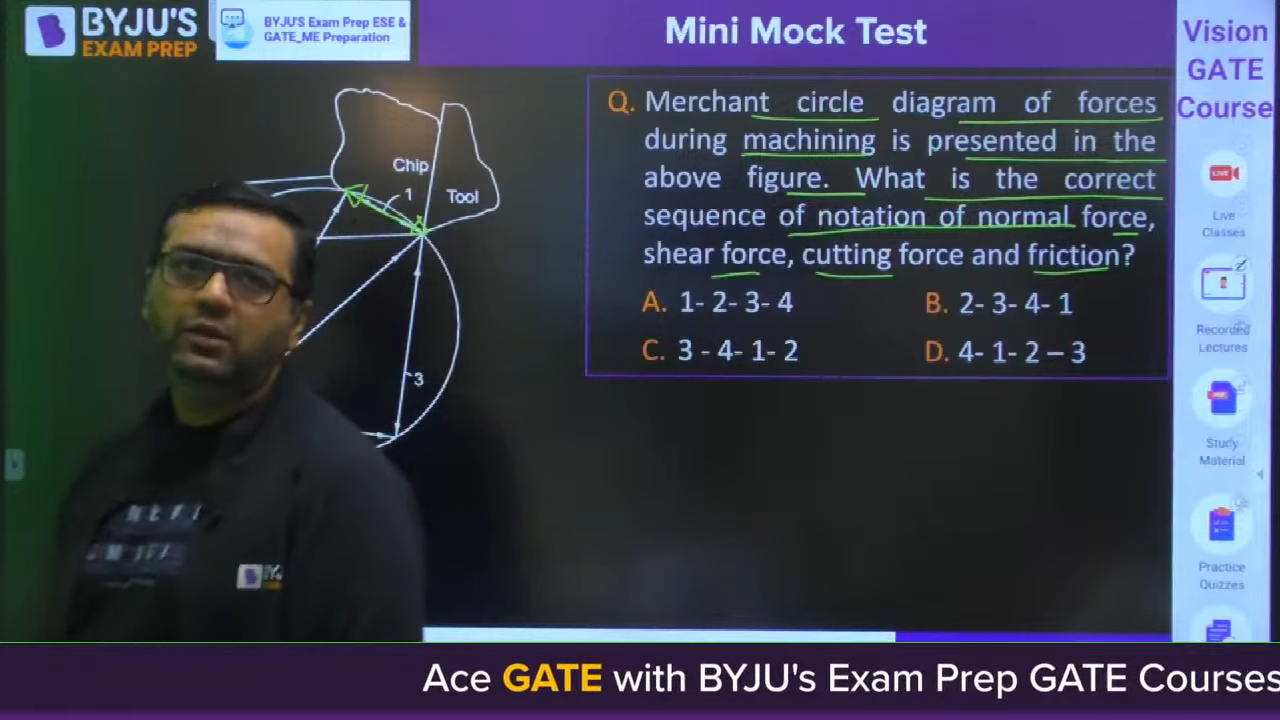 BYJU'S
EXAM PREP
BYJU'S Exam Prep ESE &
GATE_ME Preparation
Mini Mock Test
Vision
GATE
Course
Chip
1
Tool
3
Q. Merchant circle diagram of forces
during machining is presented in the
above figure. What is the correct
sequence of notation of normal force,
shear force, cutting force and friction?
A. 1- 2- 3- 4
B. 2- 3- 4- 1
C. 3 - 4- 1- 2
D. 4- 1- 2 – 3
LIVE
Live
Classes
Recorded
Lectures
PDF
Study
Material
Practice
Quizzes
Ace GATE with BYJU's Exam Prep GATE Courses